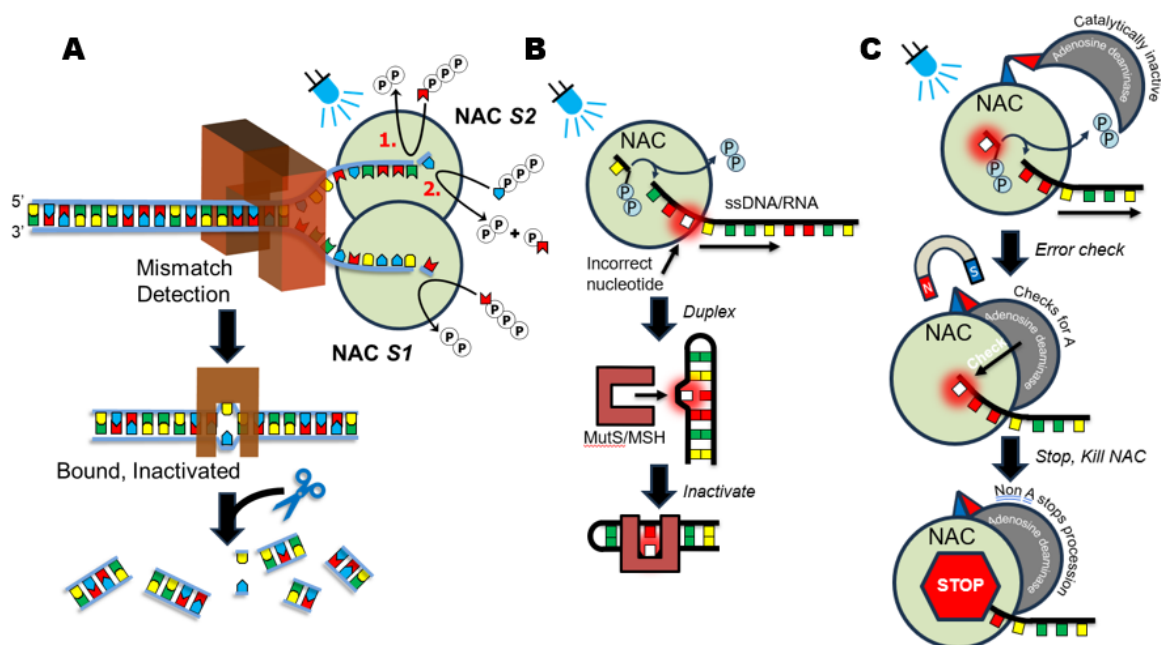 A
P P
P P P
NAC S2
1.
2.
P P P
5'
3'
P P + P
Mismatch
Detection
P P P
P P
NAC S1
Bound, Inactivated
B
NAC
P P
P P
ssDNA/RNA
Incorrect
nucleotide
Duplex
MutS/MSH
Inactivate
C
Catalytically inactive
Adenosine deaminase
NAC
P P
P P
Error check
N S
Checks for A
Adenosine deaminase
NAC
Check
Stop, Kill NAC
Non A stops procession
Adenosine deaminase
NAC
STOP